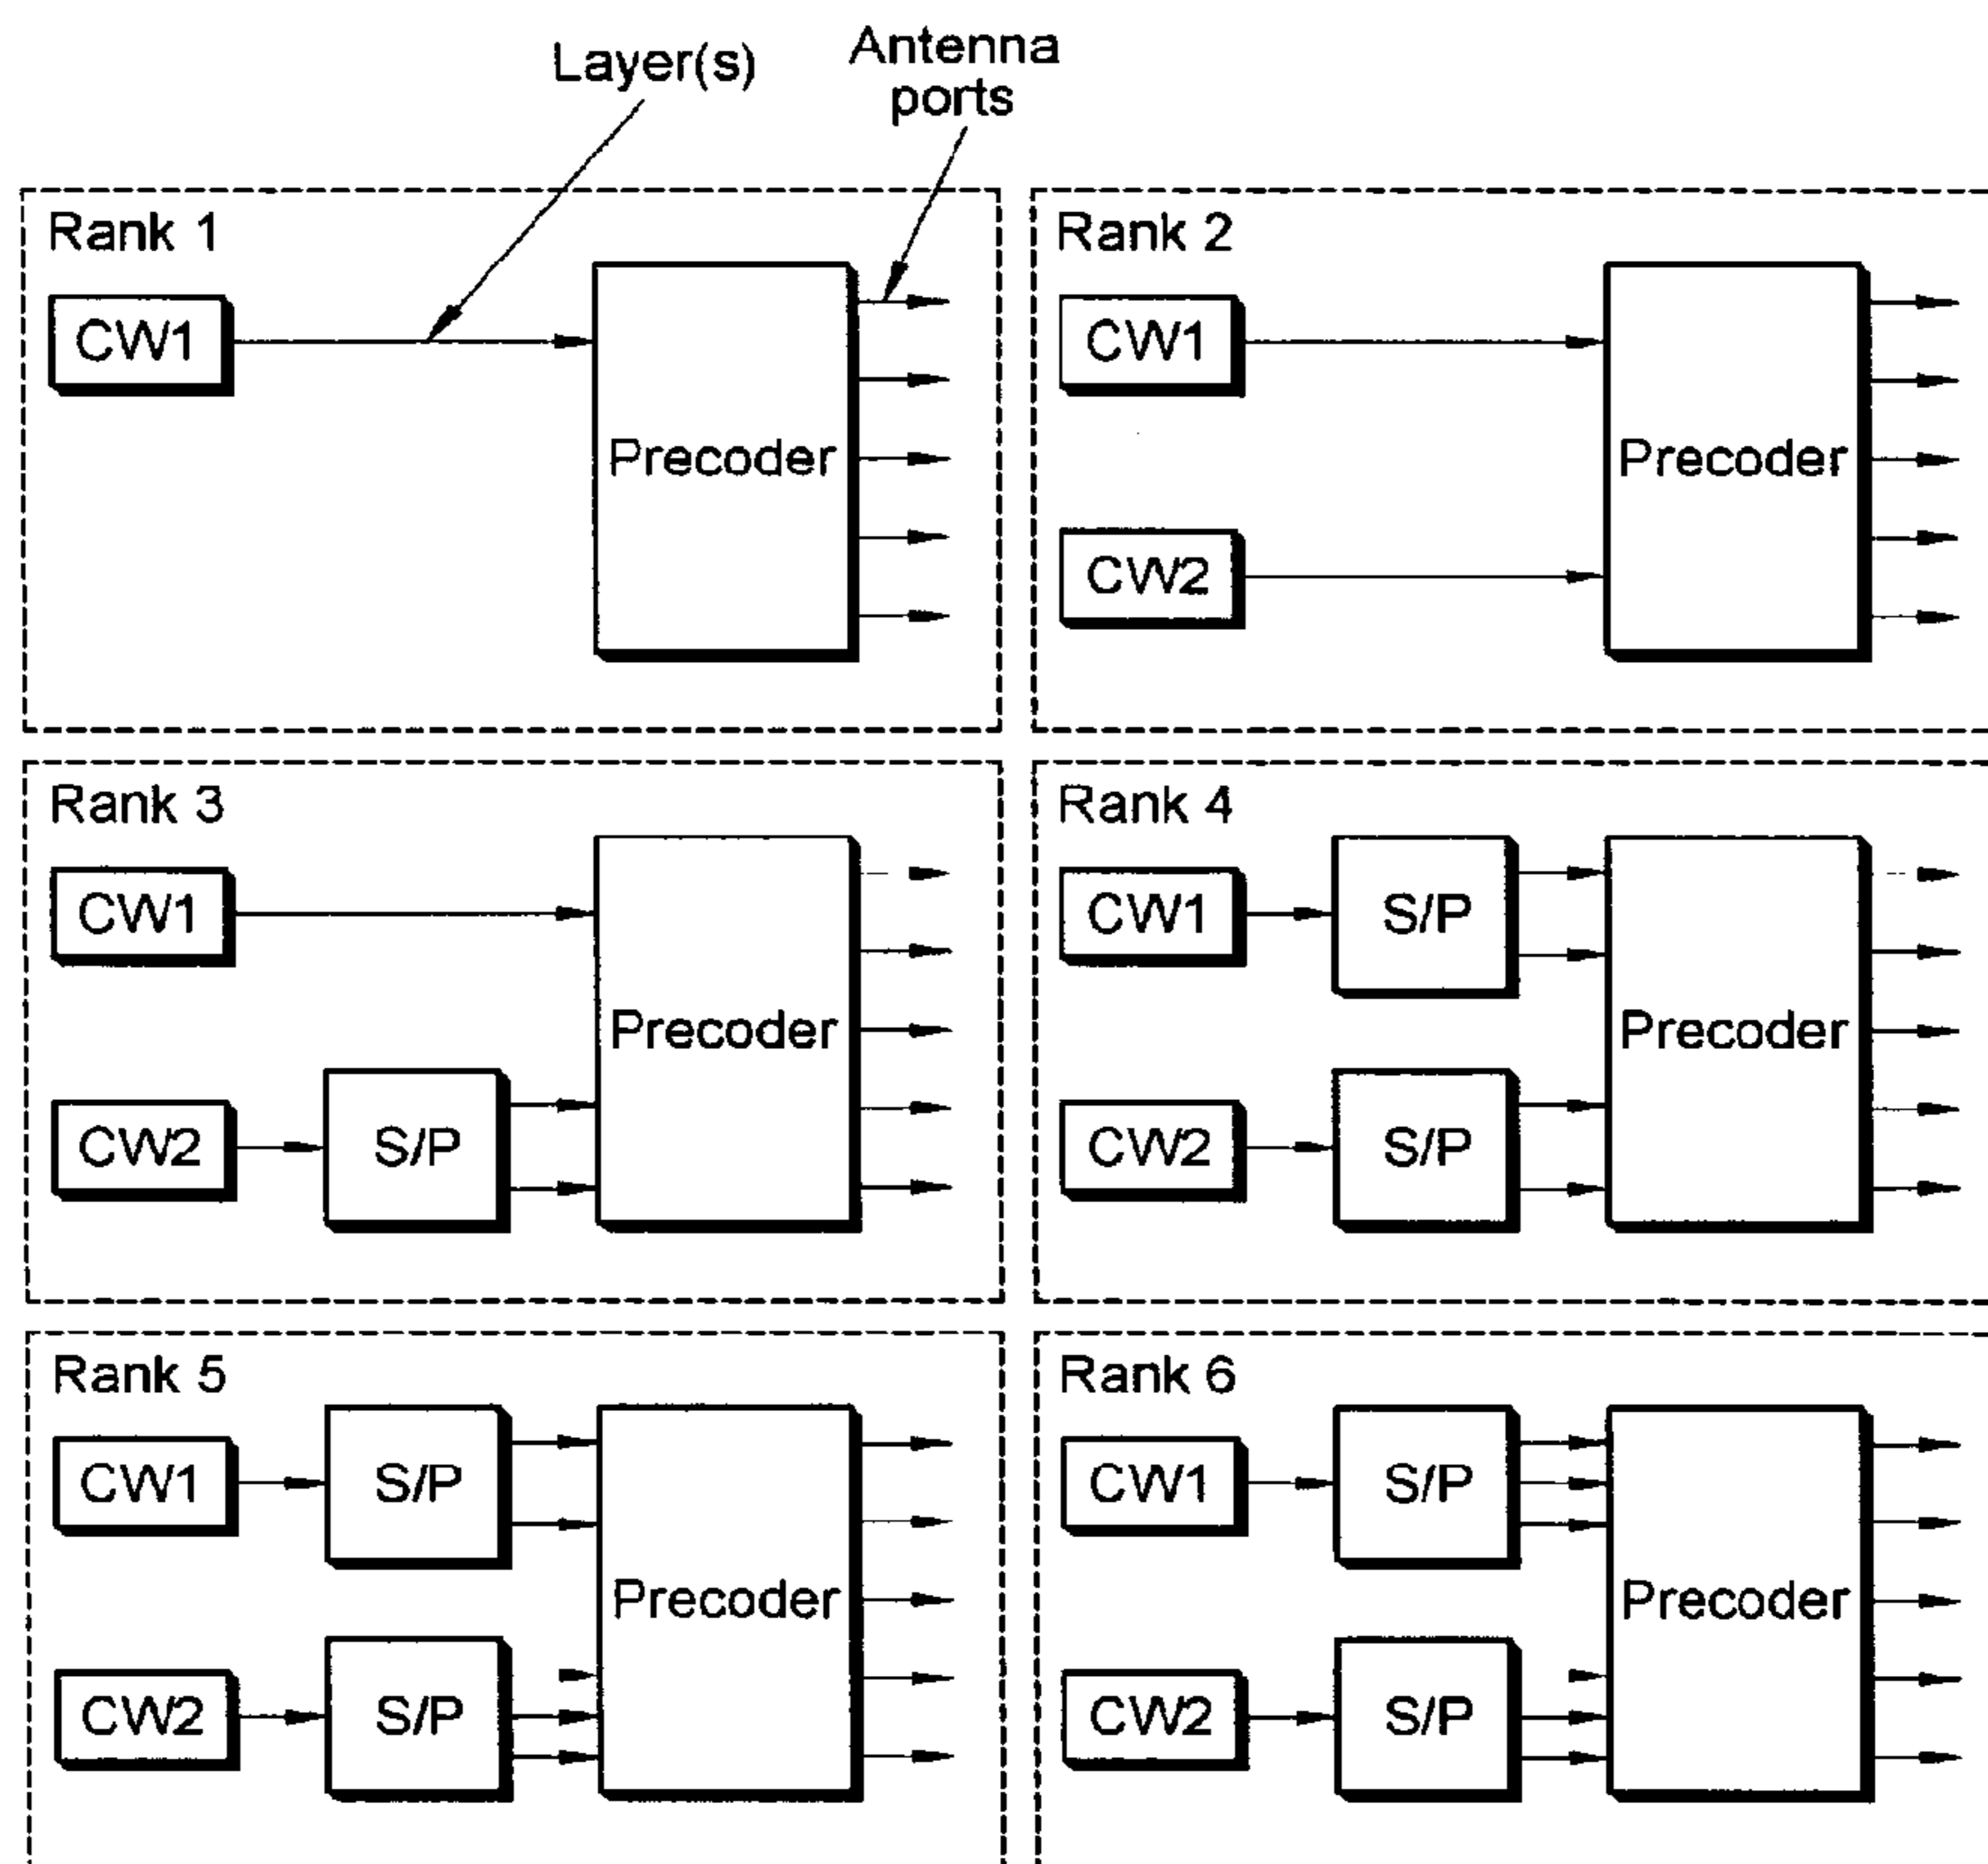 Layer(s)
Antenna
ports
Rank 1
CW1
Precoder
Rank 2
CW1
CW2
Precoder
Rank 3
CW1
CW2
S/P
Precoder
Rank 4
CW1
S/P
CW2
S/P
Precoder
Rank 5
CW1
S/P
CW2
S/P
Precoder
Rank 6
CW1
S/P
CW2
S/P
Precoder